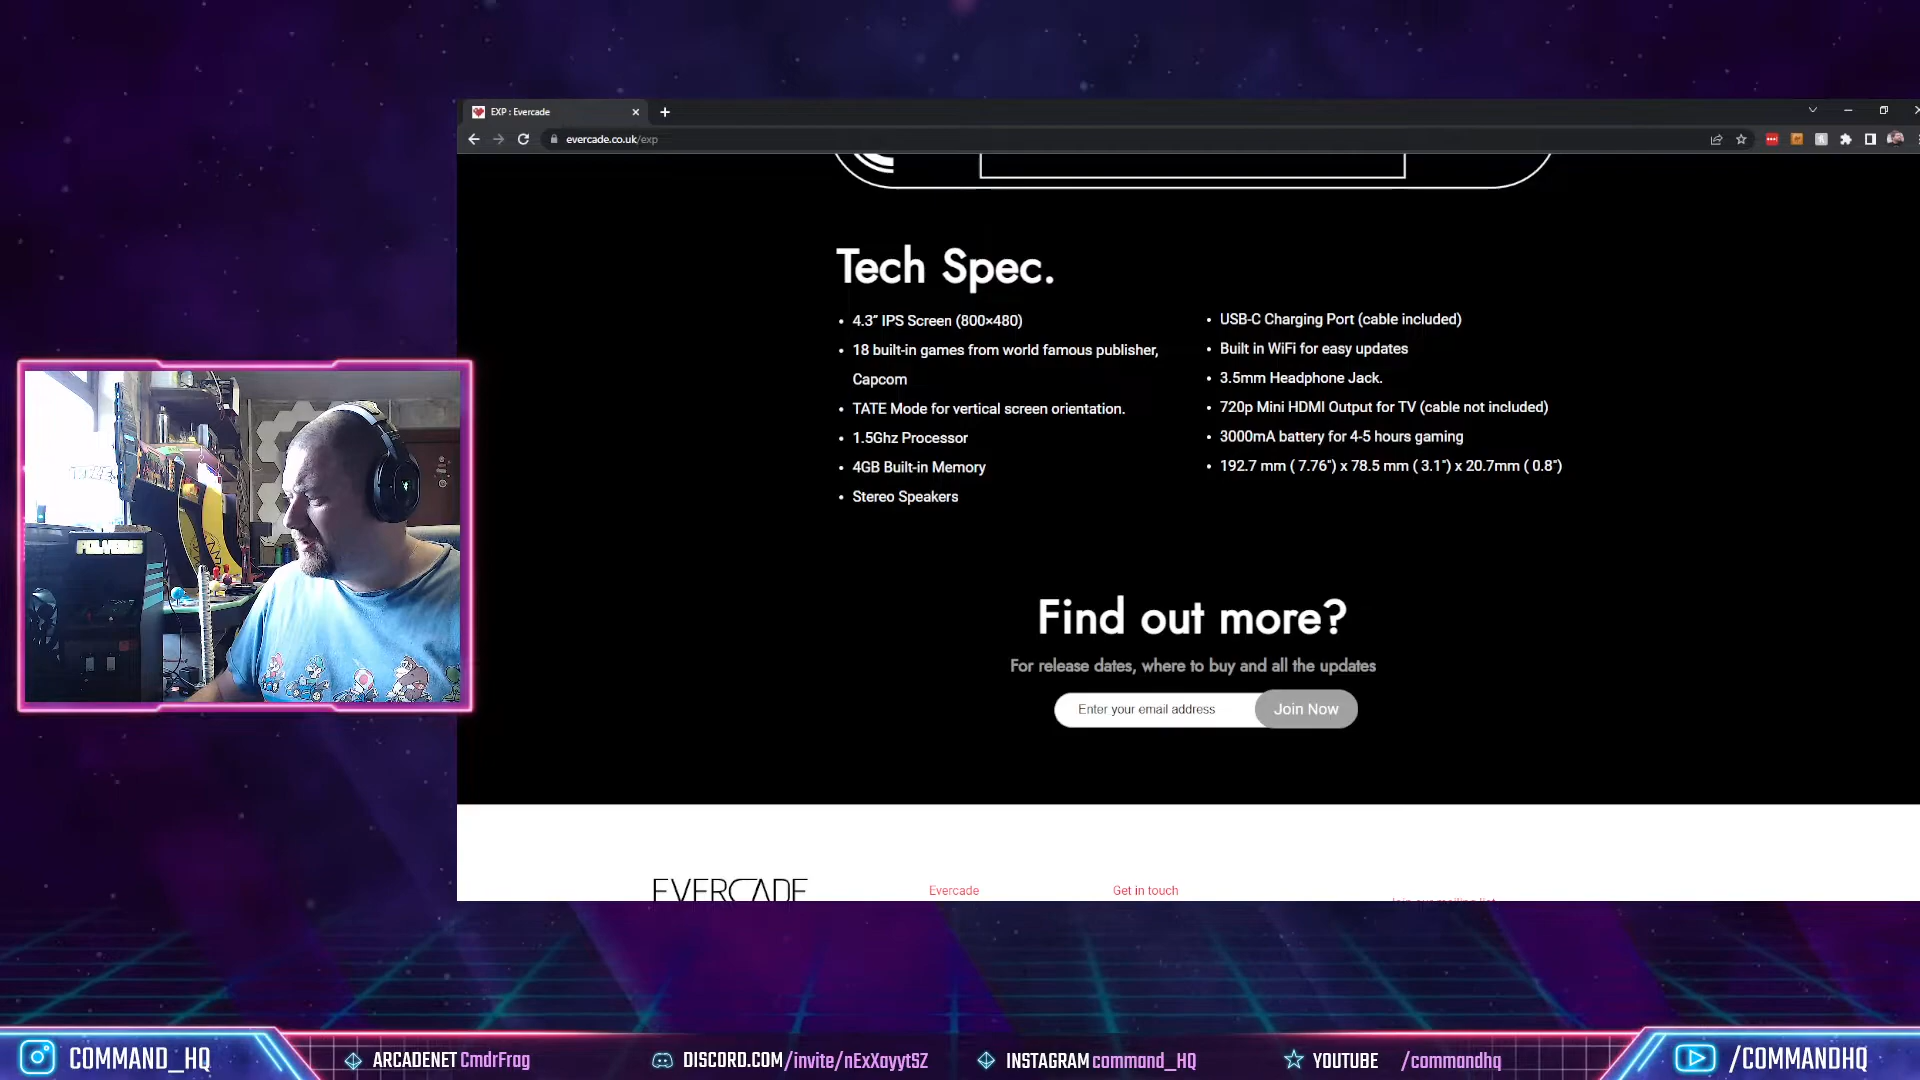 EXP : Evercade
evercade.co.uk/exp
Tech Spec.
• 4.3" IPS Screen (800×480)
• 18 built-in games from world famous publisher,
Capcom
• TATE Mode for vertical screen orientation.
• 1.5Ghz Processor
• 4GB Built-in Memory
• Stereo Speakers
• USB-C Charging Port (cable included)
• Built in WiFi for easy updates
• 3.5mm Headphone Jack.
• 720p Mini HDMI Output for TV (cable not included)
• 3000mA battery for 4-5 hours gaming
• 192.7 mm ( 7.76") x 78.5 mm ( 3.1") x 20.7mm ( 0.8")
POLYBIUS
Find out more?
For release dates, where to buy and all the updates
Enter your email address
Join Now
EVERCADE
Evercade
Get in touch
COMMAND_HQ
ARCADENET CmdrFrag
DISCORD.COM/invite/nExXayytSZ
INSTAGRAM command_HQ
YOUTUBE /commandhq
/COMMANDHQ